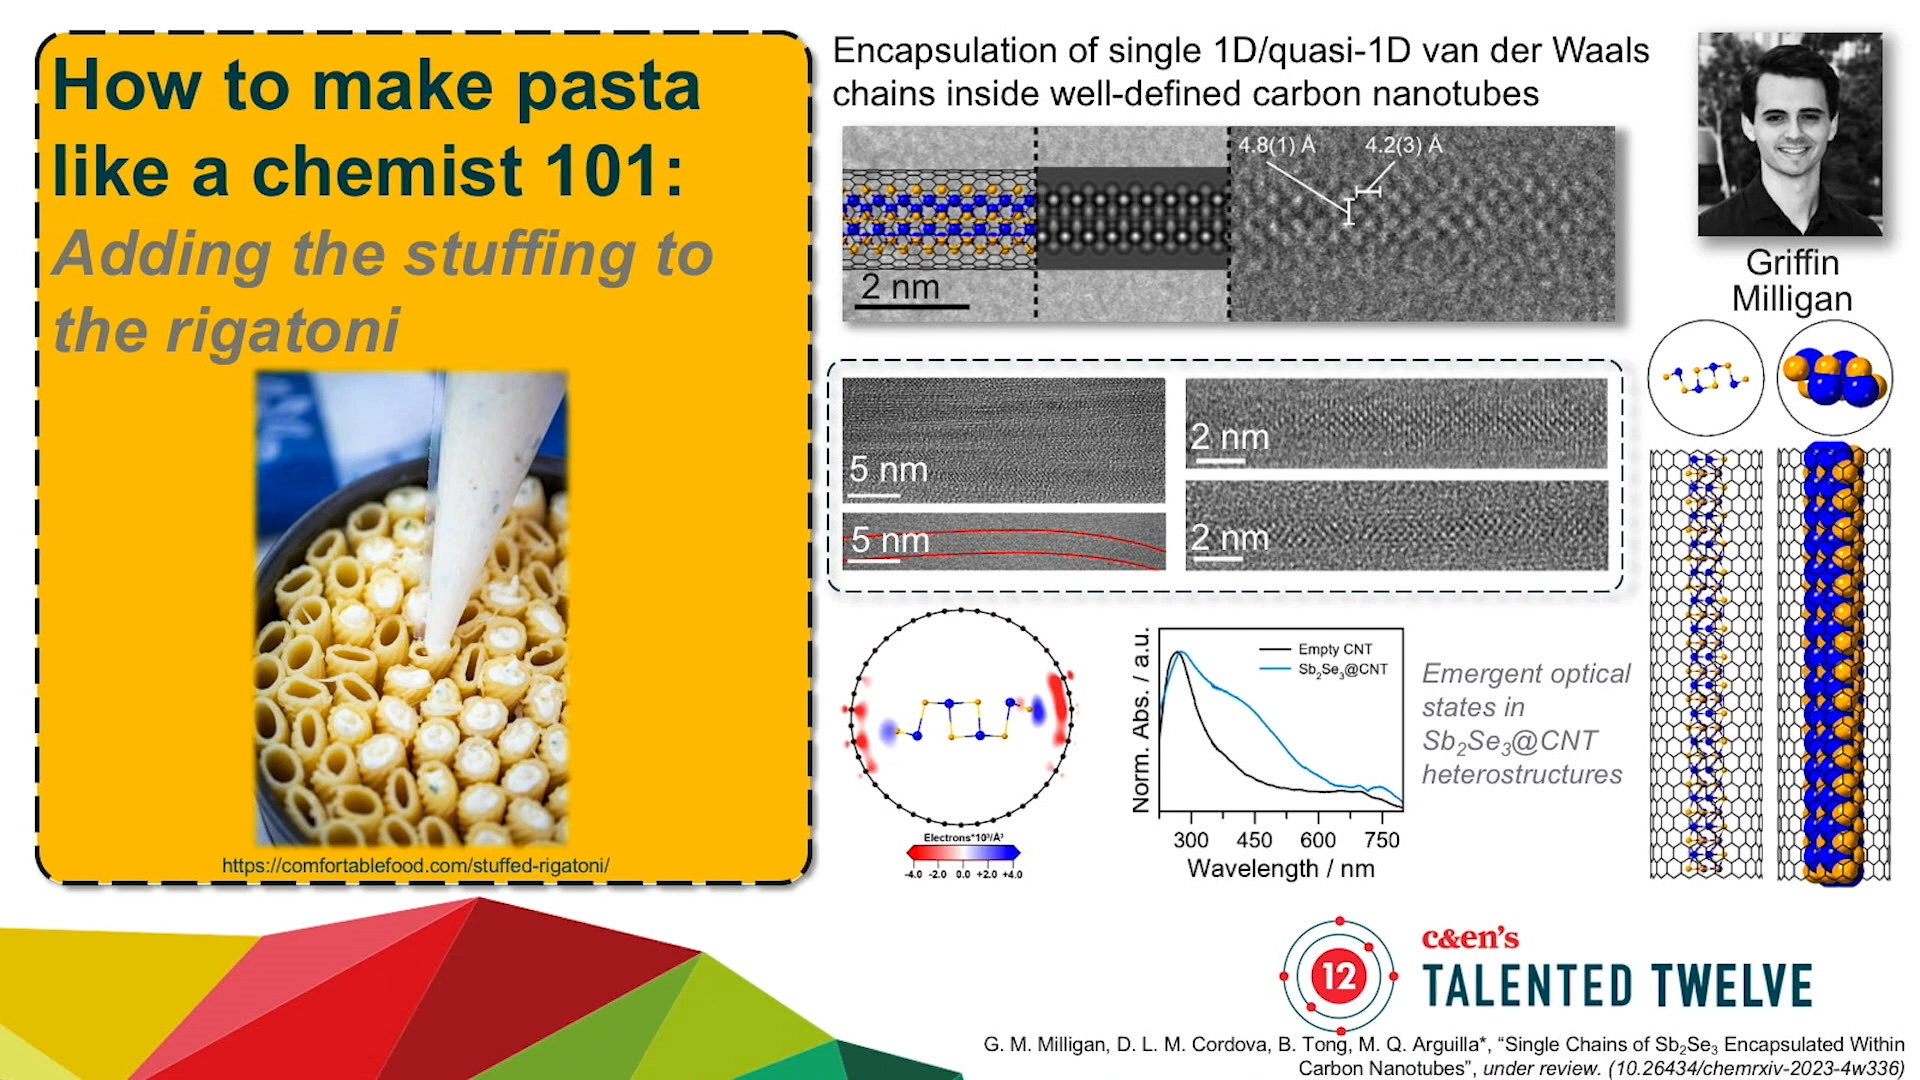 How to make pasta
like a chemist 101:
Adding the stuffing to
the rigatoni
https://comfortablefood.com/stuffed-rigatoni/
Encapsulation of single 1D/quasi-1D van der Waals
chains inside well-defined carbon nanotubes
4.8(1) Å
4.2(3) Å
2 nm
Griffin
Milligan
5 nm
2 nm
5 nm
2 nm
Electrons*10³/Å³
-4.0 -2.0 0.0 +2.0 +4.0
Norm. Abs. / a.u.
Empty CNT
Sb₂Se₃@CNT
300 450 600 750
Wavelength / nm
Emergent optical
states in
Sb₂Se₃@CNT
heterostructures
12
c&en's
TALENTED TWELVE
G. M. Milligan, D. L. M. Cordova, B. Tong, M. Q. Arguilla*, “Single Chains of Sb₂Se₃ Encapsulated Within
Carbon Nanotubes”, under review. (10.26434/chemrxiv-2023-4w336)